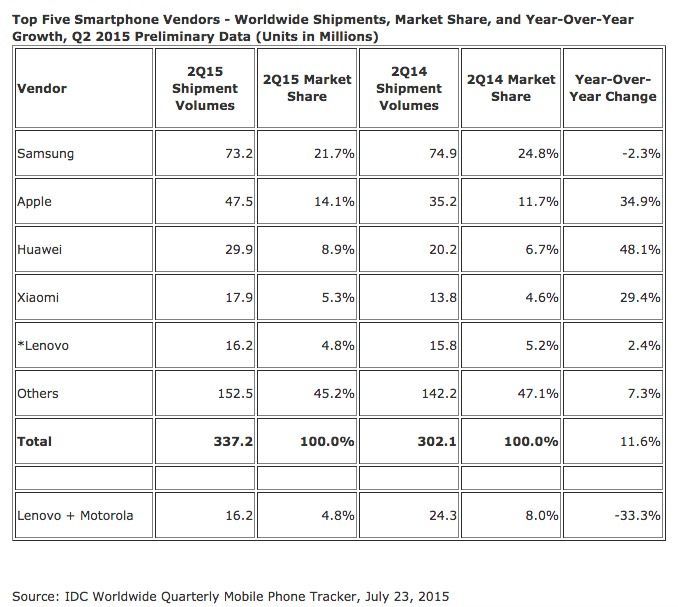 Top Five Smartphone Vendors - Worldwide Shipments, Market Share, and Year-Over-Year
Growth, Q2 2015 Preliminary Data (Units in Millions)
Vendor 2Q15 Shipment Volumes 2Q15 Market Share 2Q14 Shipment Volumes 2Q14 Market Share Year-Over-Year Change
Samsung 73.2 21.7% 74.9 24.8% -2.3%
Apple 47.5 14.1% 35.2 11.7% 34.9%
Huawei 29.9 8.9% 20.2 6.7% 48.1%
Xiaomi 17.9 5.3% 13.8 4.6% 29.4%
*Lenovo 16.2 4.8% 15.8 5.2% 2.4%
Others 152.5 45.2% 142.2 47.1% 7.3%
Total 337.2 100.0% 302.1 100.0% 11.6%
Lenovo + Motorola 16.2 4.8% 24.3 8.0% -33.3%
Source: IDC Worldwide Quarterly Mobile Phone Tracker, July 23, 2015